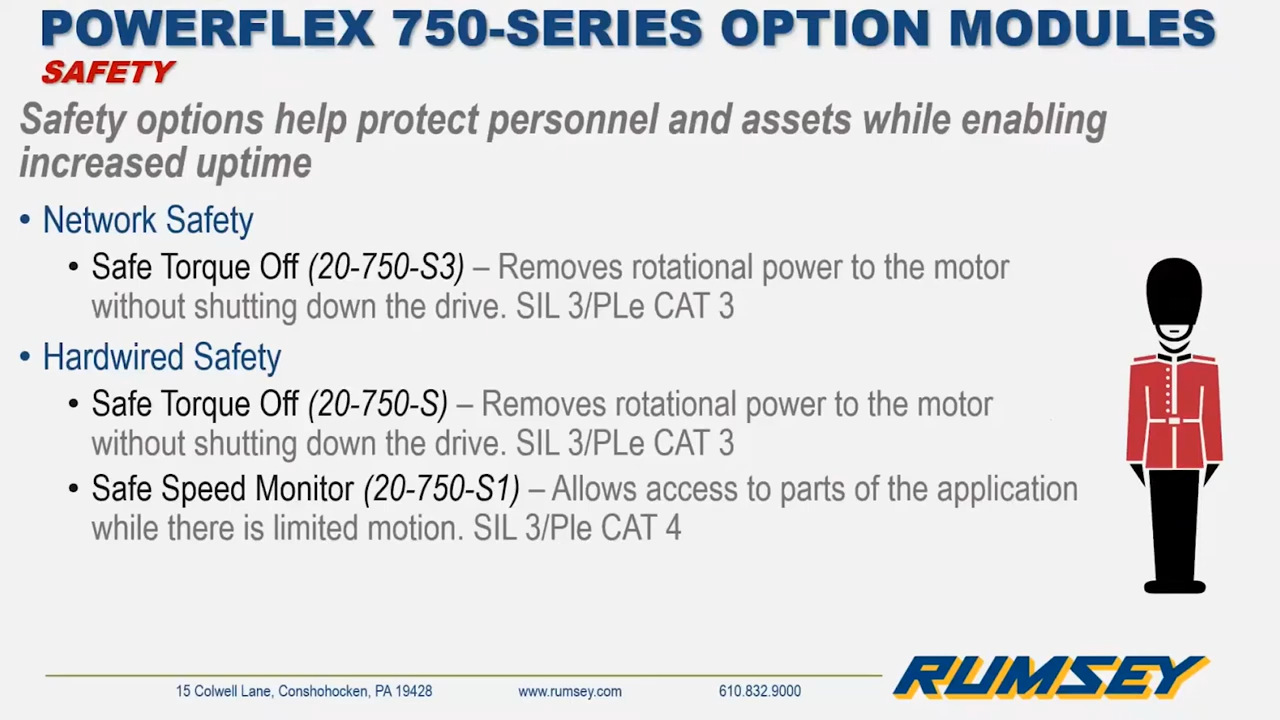 POWERFLEX 750-SERIES OPTION MODULES
SAFETY
Safety options help protect personnel and assets while enabling
increased uptime
• Network Safety
• Safe Torque Off (20-750-S3) – Removes rotational power to the motor
without shutting down the drive. SIL 3/PLe CAT 3
• Hardwired Safety
• Safe Torque Off (20-750-S) – Removes rotational power to the motor
without shutting down the drive. SIL 3/PLe CAT 3
• Safe Speed Monitor (20-750-S1) – Allows access to parts of the application
while there is limited motion. SIL 3/Ple CAT 4
15 Colwell Lane, Conshohocken, PA 19428 www.rumsey.com 610.832.9000
RUMSEY